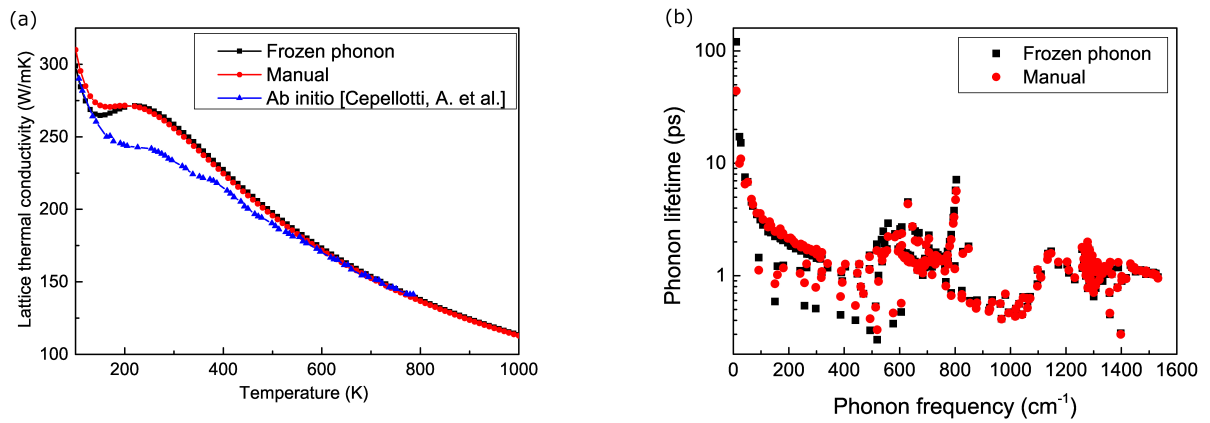 (a)
Frozen phonon
Manual
Ab initio [Cepellotti, A. et al.]
Lattice thermal conductivity (W/mK)
300
250
200
150
100
200
400
600
800
1000
Temperature (K)
(b)
Frozen phonon
Manual
Phonon lifetime (ps)
100
10
1
0
200
400
600
800
1000
1200
1400
1600
Phonon frequency (cm⁻¹)